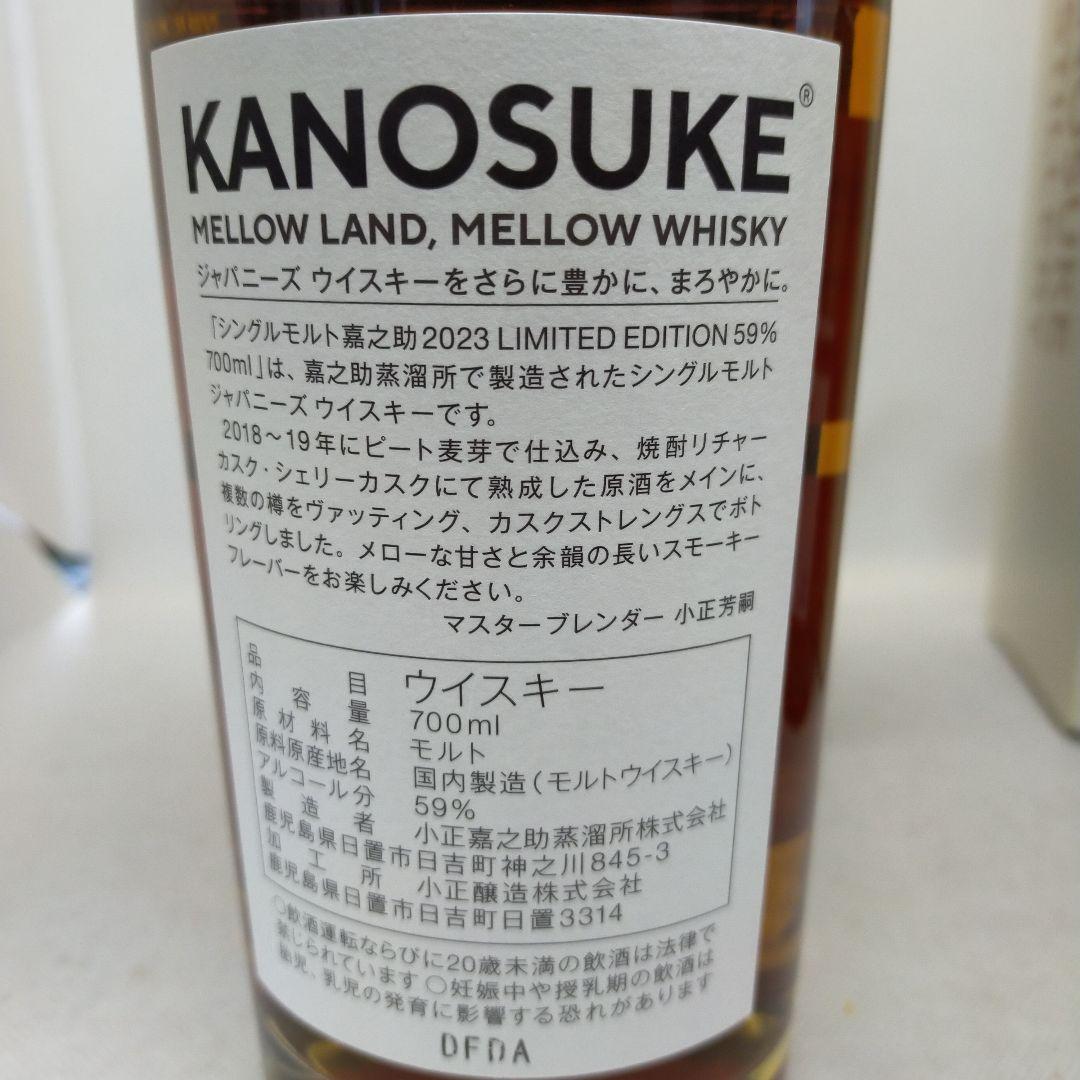 KANOSUKE®
MELLOW LAND, MELLOW WHISKY
ジャパニーズ ウイスキーをさらに豊かに、まろやかに。
「シングルモルト嘉之助2023 LIMITED EDITION 59%
700ml」は、嘉之助蒸溜所で製造されたシングルモルト
ジャパニーズ ウイスキーです。
2018～19年にピート麦芽で仕込み、焼酎リチャー
カスク・シェリーカスクにて熟成した原酒をメインに、
複数の樽をヴァッティング、カスクストレングスでボト
リングしました。メローな甘さと余韻の長いスモーキー
フレーバーをお楽しみください。
マスターブレンダー 小正芳嗣
品目 ウイスキー
内容量 700ml
原材料名 モルト
原料原産地名 国内製造(モルトウイスキー)
アルコール分 59%
製造者 小正嘉之助蒸溜所株式会社
鹿児島県日置市日吉町神之川845-3
加工所 小正醸造株式会社
鹿児島県日置市日吉町日置3314
○飲酒運転ならびに20歳未満の飲酒は法律で
禁じられています ○妊娠中や授乳期の飲酒は
胎児、乳児の発育に影響する恐れがあります
DFDA